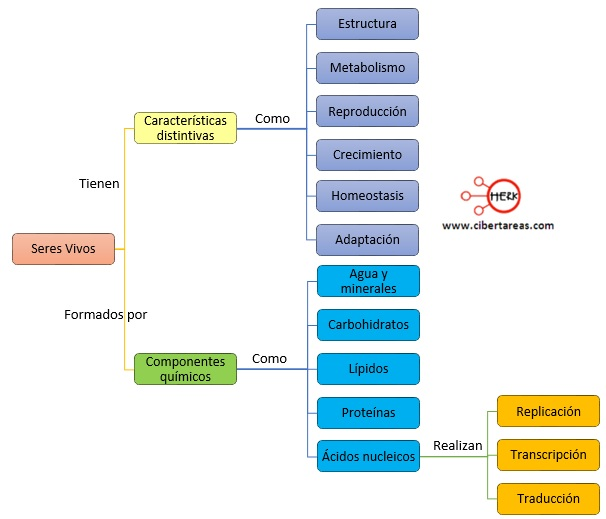 Estructura
Metabolismo
Reproducción
Crecimiento
Homeostasis
Adaptación
Características
distintivas
Como
Tienen
HERK
www.cibertareas.com
Seres Vivos
Formados por
Componentes
químicos
Como
Agua y
minerales
Carbohidratos
Lípidos
Proteínas
Ácidos nucleicos
Realizan
Replicación
Transcripción
Traducción